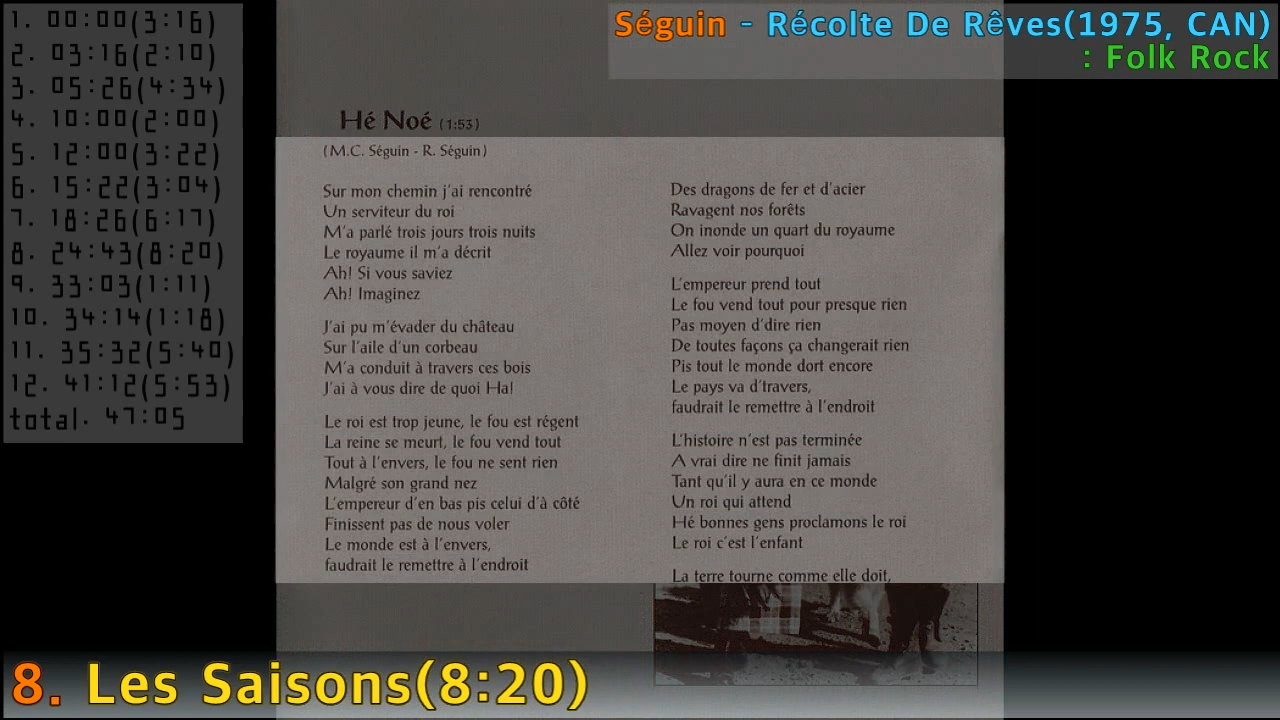 1. 00:00(3:16)
2. 03:16(2:10)
3. 05:26(4:34)
4. 10:00(2:00)
5. 12:00(3:22)
6. 15:22(3:04)
7. 18:26(6:17)
8. 24:43(8:20)
9. 33:03(1:11)
10. 34:14(1:18)
11. 35:32(5:40)
12. 41:12(5:53)
total. 47:05
Séguin - Récolte De Rêves(1975, CAN)
: Folk Rock
Hé Noé (1:53)
(M.C. Séguin - R. Séguin)
Sur mon chemin j'ai rencontré
Un serviteur du roi
M'a parlé trois jours trois nuits
Le royaume il m'a décrit
Ah! Si vous saviez
Ah! Imaginez
J'ai pu m'évader du château
Sur l'aile d'un corbeau
M'a conduit à travers ces bois
J'ai à vous dire de quoi Ha!
Le roi est trop jeune, le fou est régent
La reine se meurt, le fou vend tout
Tout à l'envers, le fou ne sent rien
Malgré son grand nez
L'empereur d'en bas pis celui d'à côté
Finissent pas de nous voler
Le monde est à l'envers,
faudrait le remettre à l'endroit
Des dragons de fer et d'acier
Ravagent nos forêts
On inonde un quart du royaume
Allez voir pourquoi
L'empereur prend tout
Le fou vend tout pour presque rien
Pas moyen d'dire rien
De toutes façons ça changerait rien
Pis tout le monde dort encore
Le pays va d'travers,
faudrait le remettre à l'endroit
L'histoire n'est pas terminée
A vrai dire ne finit jamais
Tant qu'il y aura en ce monde
Un roi qui attend
Hé bonnes gens proclamons le roi
Le roi c'est l'enfant
La terre tourne comme elle doit,
8. Les Saisons(8:20)